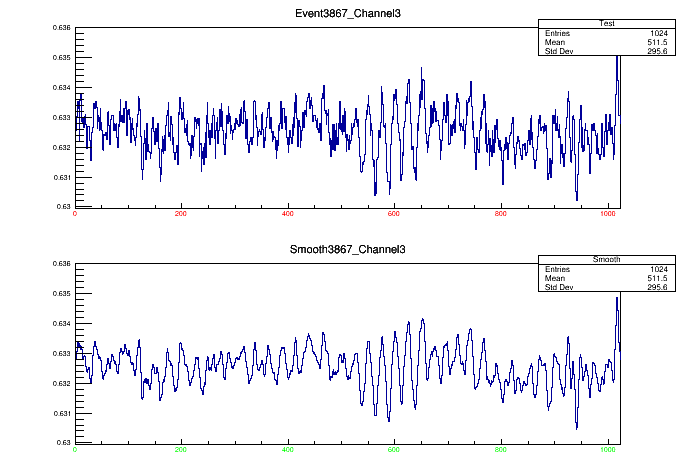 Event3867_Channel3
Test
Entries 1024
Mean 511.5
Std Dev 295.6
0.636
0.635
0.634
0.633
0.632
0.631
0.63
0 200 400 600 800 1000
Smooth3867_Channel3
Smooth
Entries 1024
Mean 511.5
Std Dev 295.6
0.636
0.635
0.634
0.633
0.632
0.631
0.63
0 200 400 600 800 1000